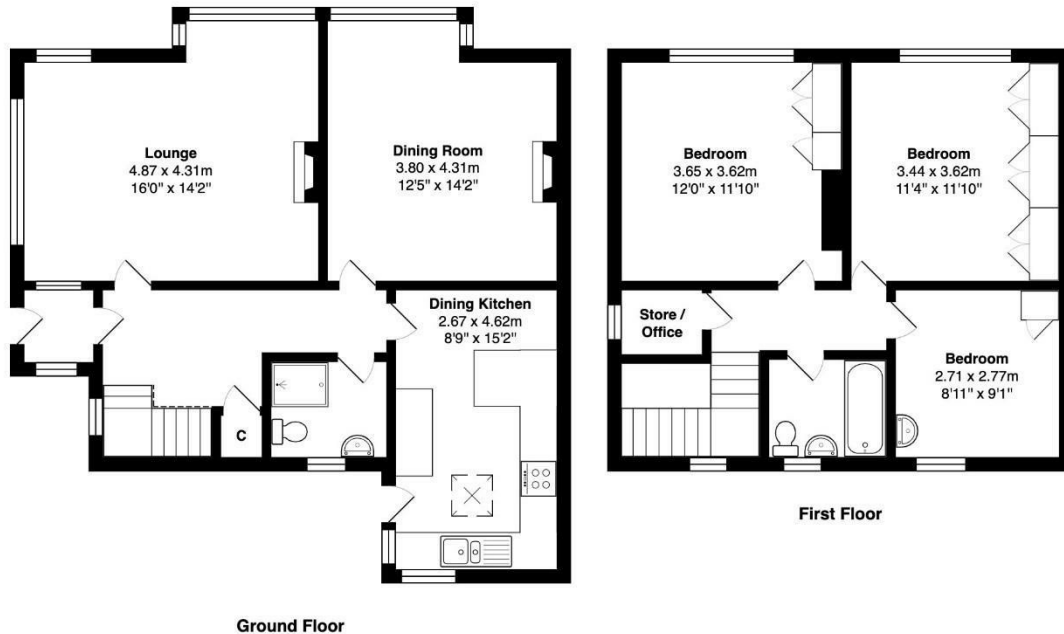 Lounge
4.87 x 4.31m
16'0" x 14'2"
Dining Room
3.80 x 4.31m
12'5" x 14'2"
Dining Kitchen
2.67 x 4.62m
8'9" x 15'2"
C
Ground Floor
Bedroom
3.65 x 3.62m
12'0" x 11'10"
Bedroom
3.44 x 3.62m
11'4" x 11'10"
Store /
Office
Bedroom
2.71 x 2.77m
8'11" x 9'1"
First Floor